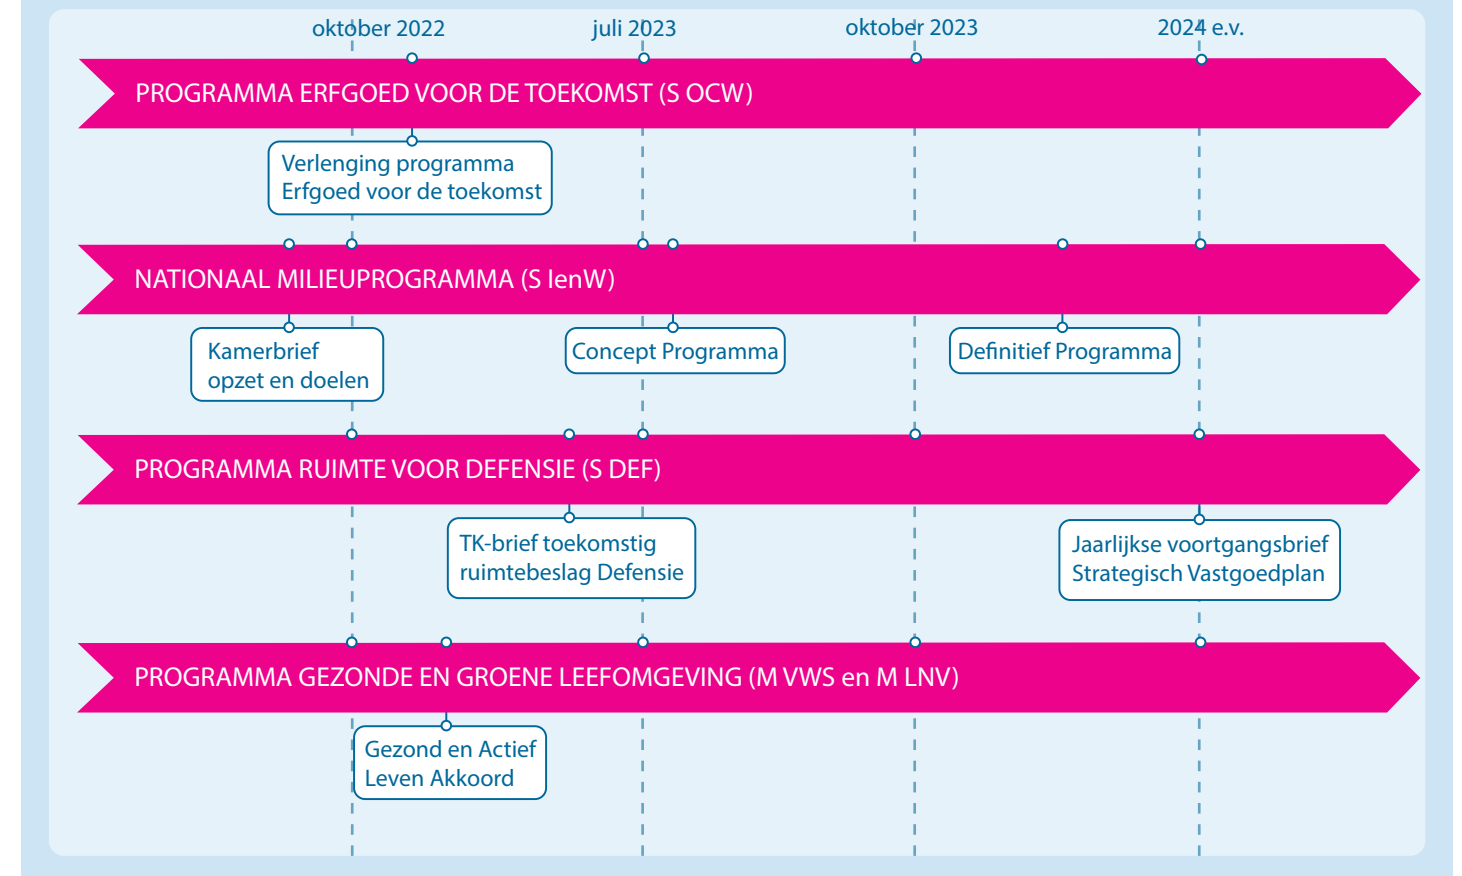 oktober 2022
juli 2023
oktober 2023
2024 e.v.
PROGRAMMA ERFGOED VOOR DE TOEKOMST (S OCW)
Verlenging programma
Erfgoed voor de toekomst
NATIONAAL MILIEUPROGRAMMA (S IenW)
Kamerbrief
opzet en doelen
Concept Programma
Definitief Programma
PROGRAMMA RUIMTE VOOR DEFENSIE (S DEF)
TK-brief toekomstig
ruimtebeslag Defensie
Jaarlijkse voortgangsbrief
Strategisch Vastgoedplan
PROGRAMMA GEZONDE EN GROENE LEEFOMGEVING (M VWS en M LNV)
Gezond en Actief
Leven Akkoord